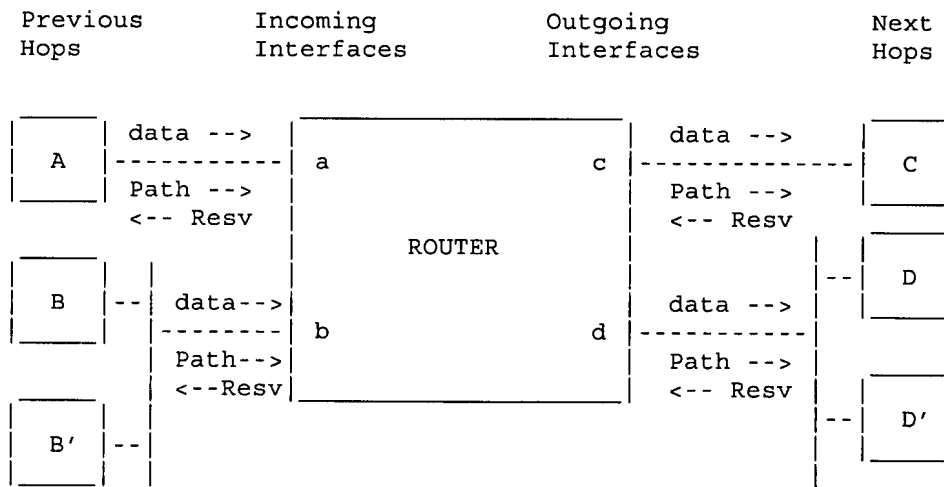 Previous Incoming Outgoing Next
Hops Interfaces Interfaces Hops
data --> data -->
A a c C
Path --> Path -->
<-- Resv <-- Resv
ROUTER
B D
data--> data -->
b d
Path--> Path -->
<--Resv <-- Resv
B' D'